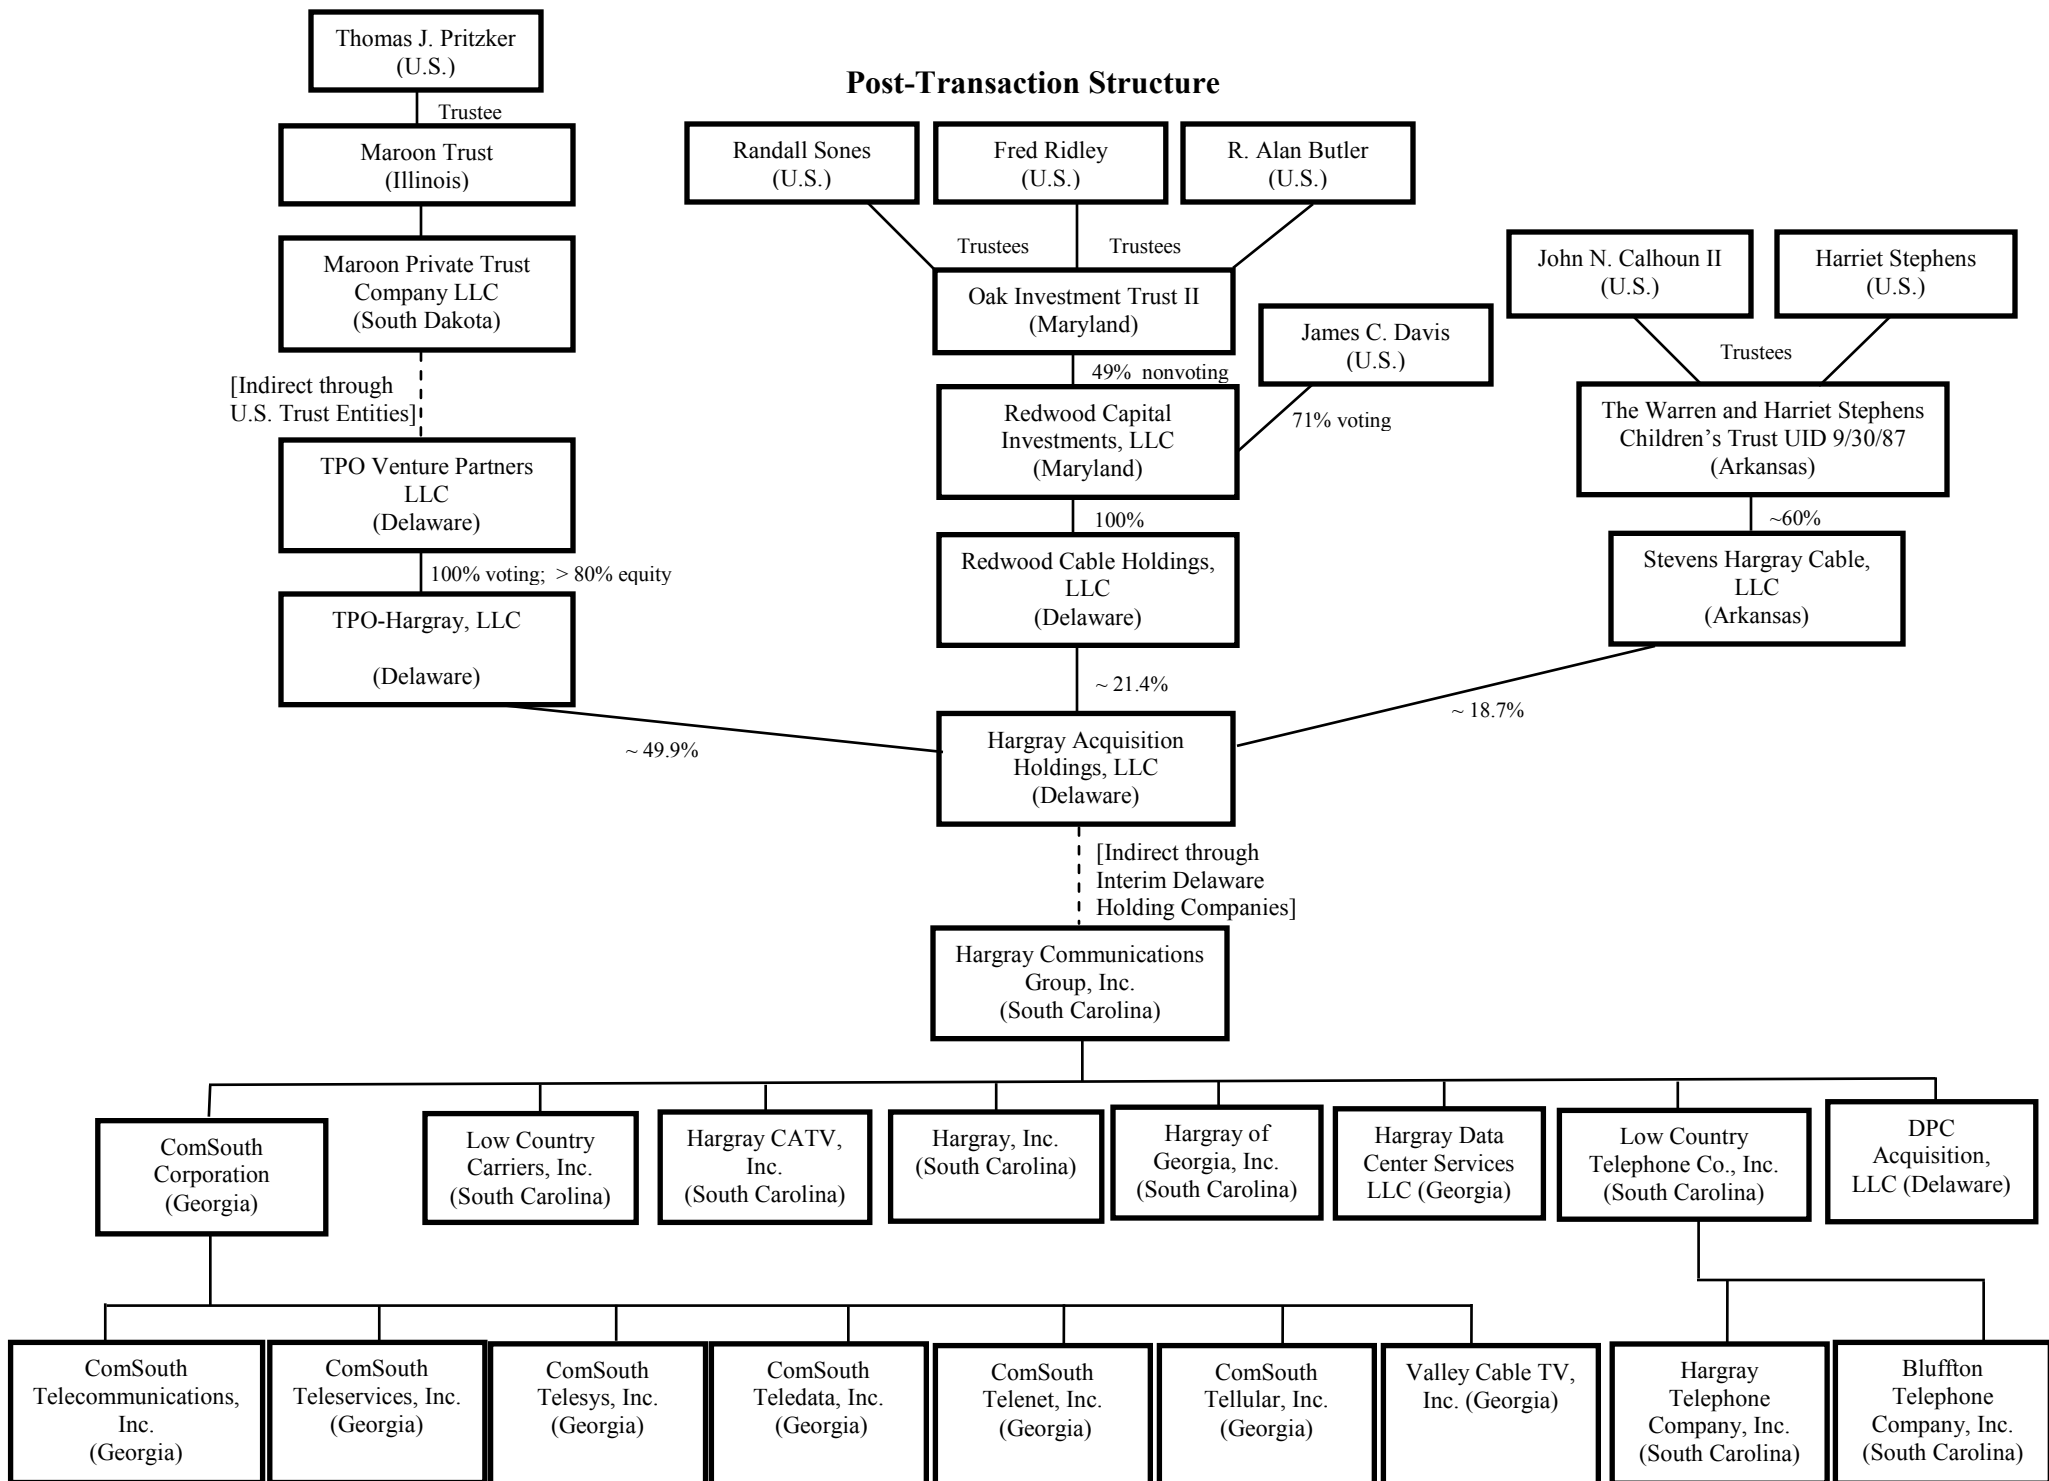 Thomas J. Pritzker
(U.S.)
Trustee
Maroon Trust
(Illinois)
Maroon Private Trust
Company LLC
(South Dakota)
[Indirect through
U.S. Trust Entities]
TPO Venture Partners
LLC
(Delaware)
100% voting;  > 80% equity
TPO-Hargray, LLC
(Delaware)
~ 49.9%
Post-Transaction Structure
Randall Sones
(U.S.)
Fred Ridley
(U.S.)
R. Alan Butler
(U.S.)
Trustees
Trustees
Oak Investment Trust II
(Maryland)
49%  nonvoting
James C. Davis
(U.S.)
71% voting
Redwood Capital
Investments, LLC
(Maryland)
100%
Redwood Cable Holdings,
LLC
(Delaware)
~ 21.4%
John N. Calhoun II
(U.S.)
Harriet Stephens
(U.S.)
Trustees
The Warren and Harriet Stephens
Children’s Trust UID 9/30/87
(Arkansas)
~60%
Stevens Hargray Cable,
LLC
(Arkansas)
~ 18.7%
Hargray Acquisition
Holdings, LLC
(Delaware)
[Indirect through
Interim Delaware
Holding Companies]
Hargray Communications
Group, Inc.
(South Carolina)
ComSouth
Corporation
(Georgia)
Low Country
Carriers, Inc.
(South Carolina)
Hargray CATV,
Inc.
(South Carolina)
Hargray, Inc.
(South Carolina)
Hargray of
Georgia, Inc.
(South Carolina)
Hargray Data
Center Services
LLC (Georgia)
Low Country
Telephone Co., Inc.
(South Carolina)
DPC
Acquisition,
LLC (Delaware)
ComSouth
Telecommunications,
Inc.
(Georgia)
ComSouth
Teleservices, Inc.
(Georgia)
ComSouth
Telesys, Inc.
(Georgia)
ComSouth
Teledata, Inc.
(Georgia)
ComSouth
Telenet, Inc.
(Georgia)
ComSouth
Tellular, Inc.
(Georgia)
Valley Cable TV,
Inc. (Georgia)
Hargray
Telephone
Company, Inc.
(South Carolina)
Bluffton
Telephone
Company, Inc.
(South Carolina)